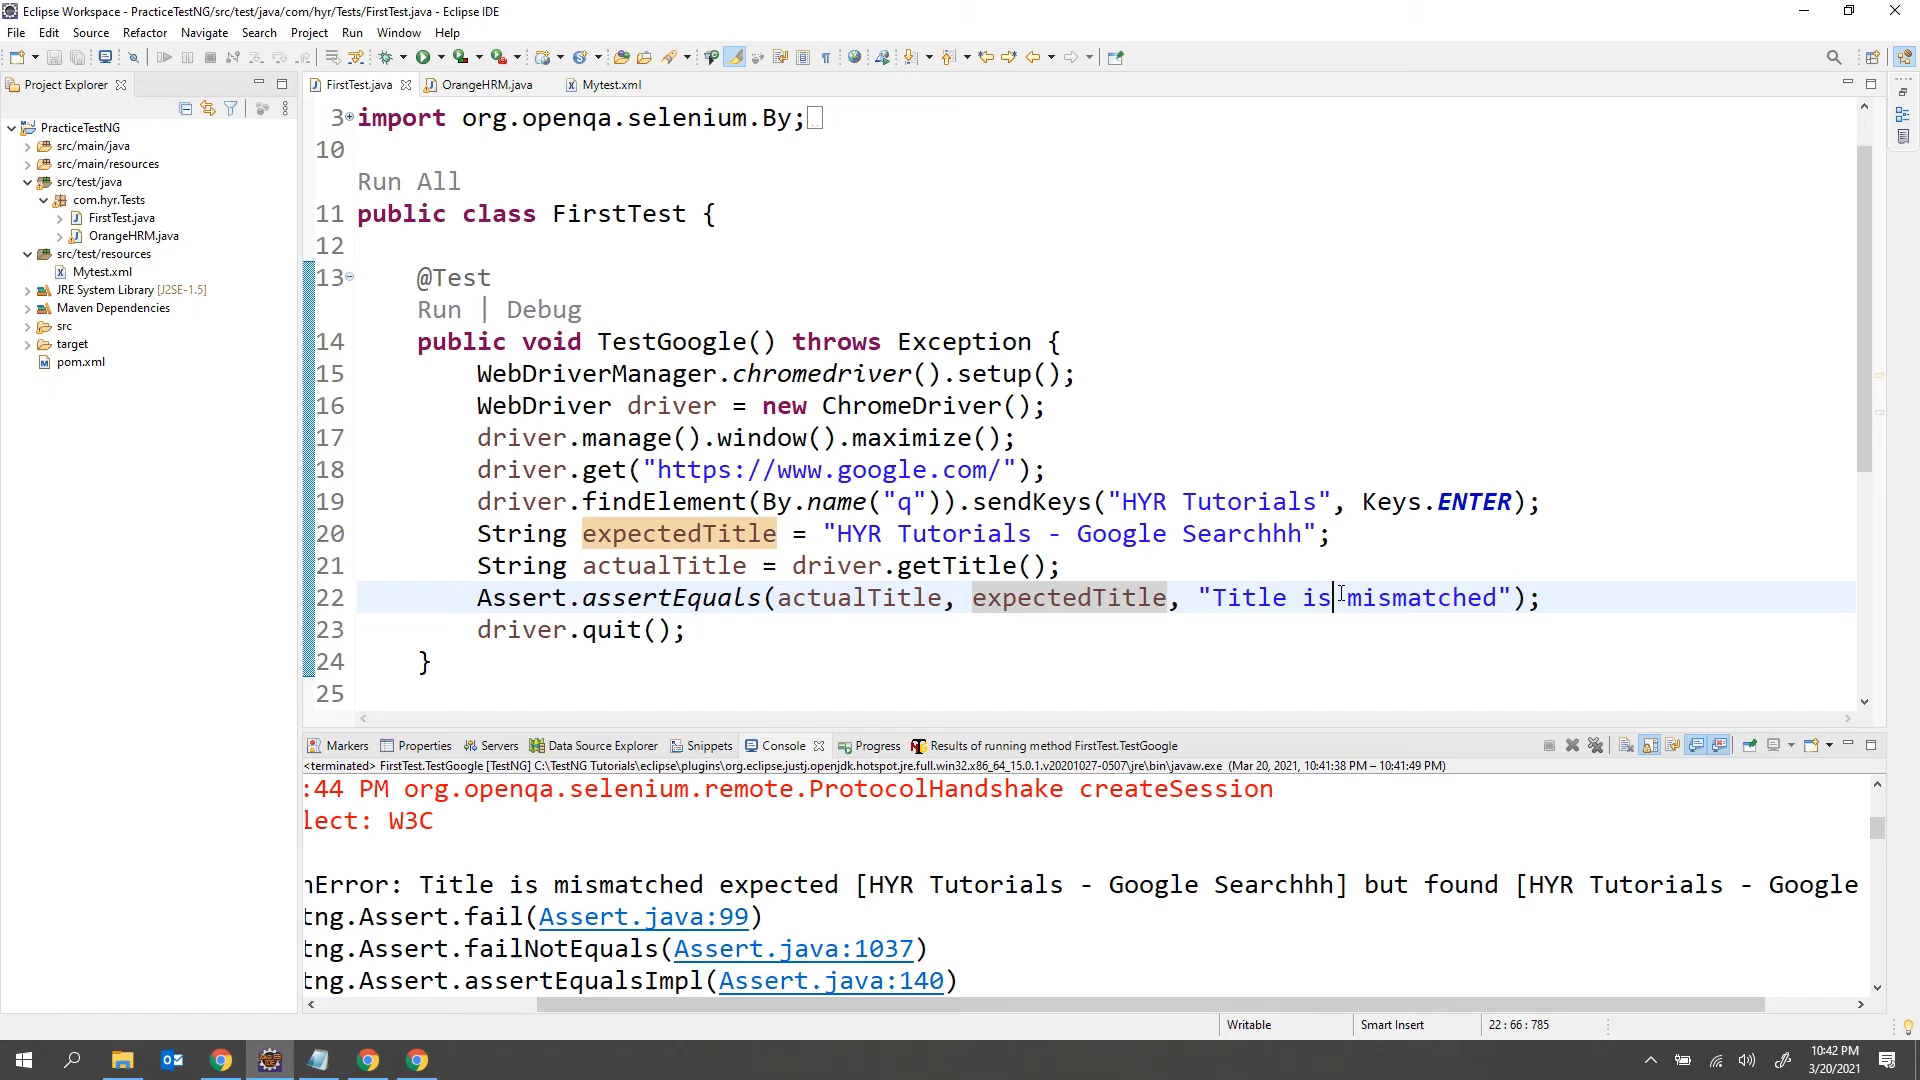 Eclipse Workspace - PracticeTestNG/src/test/java/com/hyr/Tests/FirstTest.java - Eclipse IDE
File Edit Source Refactor Navigate Search Project Run Window Help
Project Explorer
FirstTest.java OrangeHRM.java Mytest.xml
PracticeTestNG
src/main/java
src/main/resources
src/test/java
com.hyr.Tests
FirstTest.java
OrangeHRM.java
src/test/resources
Mytest.xml
JRE System Library [J2SE-1.5]
Maven Dependencies
src
target
pom.xml
3 import org.openqa.selenium.By;
10
Run All
11 public class FirstTest {
12
13 @Test
Run | Debug
14 public void TestGoogle() throws Exception {
15 WebDriverManager.chromedriver().setup();
16 WebDriver driver = new ChromeDriver();
17 driver.manage().window().maximize();
18 driver.get("https://www.google.com/");
19 driver.findElement(By.name("q")).sendKeys("HYR Tutorials", Keys.ENTER);
20 String expectedTitle = "HYR Tutorials - Google Searchhh";
21 String actualTitle = driver.getTitle();
22 Assert.assertEquals(actualTitle, expectedTitle, "Title is mismatched");
23 driver.quit();
24 }
25
Markers Properties Servers Data Source Explorer Snippets Console Progress Results of running method FirstTest.TestGoogle
<terminated> FirstTest.TestGoogle [TestNG] C:\TestNG Tutorials\eclipse\plugins\org.eclipse.justj.openjdk.hotspot.jre.full.win32.x86_64_15.0.1.v20201027-0507\jre\bin\javaw.exe (Mar 20, 2021, 10:41:38 PM – 10:41:49 PM)
:44 PM org.openqa.selenium.remote.ProtocolHandshake createSession
lect: W3C
nError: Title is mismatched expected [HYR Tutorials - Google Searchhh] but found [HYR Tutorials - Google
tng.Assert.fail(Assert.java:99)
tng.Assert.failNotEquals(Assert.java:1037)
tng.Assert.assertEqualsImpl(Assert.java:140)
Writable Smart Insert 22 : 66 : 785
10:42 PM
3/20/2021